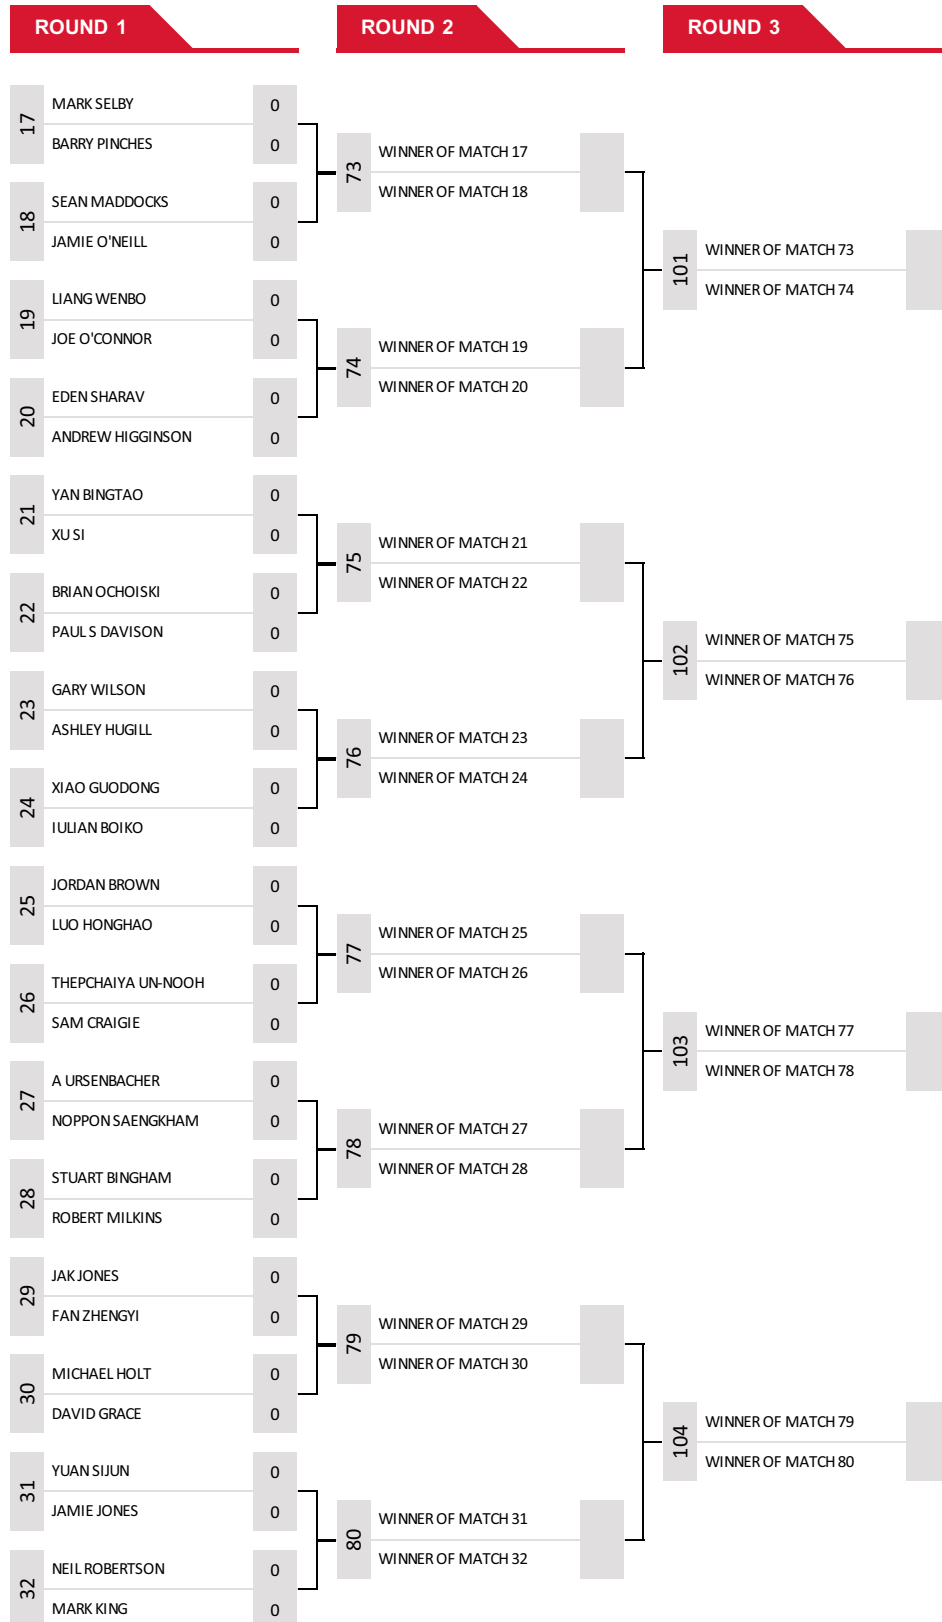 ROUND 1
ROUND 2
ROUND 3
17
MARK SELBY 0
BARRY PINCHES 0
18
SEAN MADDOCKS 0
JAMIE O'NEILL 0
19
LIANG WENBO 0
JOE O'CONNOR 0
20
EDEN SHARAV 0
ANDREW HIGGINSON 0
21
YAN BINGTAO 0
XU SI 0
22
BRIAN OCHOISKI 0
PAUL S DAVISON 0
23
GARY WILSON 0
ASHLEY HUGILL 0
24
XIAO GUODONG 0
IULIAN BOIKO 0
25
JORDAN BROWN 0
LUO HONGHAO 0
26
THEPCHAIYA UN-NOOH 0
SAM CRAIGIE 0
27
A URSENBACHER 0
NOPPON SAENGKHAM 0
28
STUART BINGHAM 0
ROBERT MILKINS 0
29
JAK JONES 0
FAN ZHENGYI 0
30
MICHAEL HOLT 0
DAVID GRACE 0
31
YUAN SIJUN 0
JAMIE JONES 0
32
NEIL ROBERTSON 0
MARK KING 0
73
WINNER OF MATCH 17
WINNER OF MATCH 18
74
WINNER OF MATCH 19
WINNER OF MATCH 20
75
WINNER OF MATCH 21
WINNER OF MATCH 22
76
WINNER OF MATCH 23
WINNER OF MATCH 24
77
WINNER OF MATCH 25
WINNER OF MATCH 26
78
WINNER OF MATCH 27
WINNER OF MATCH 28
79
WINNER OF MATCH 29
WINNER OF MATCH 30
80
WINNER OF MATCH 31
WINNER OF MATCH 32
101
WINNER OF MATCH 73
WINNER OF MATCH 74
102
WINNER OF MATCH 75
WINNER OF MATCH 76
103
WINNER OF MATCH 77
WINNER OF MATCH 78
104
WINNER OF MATCH 79
WINNER OF MATCH 80